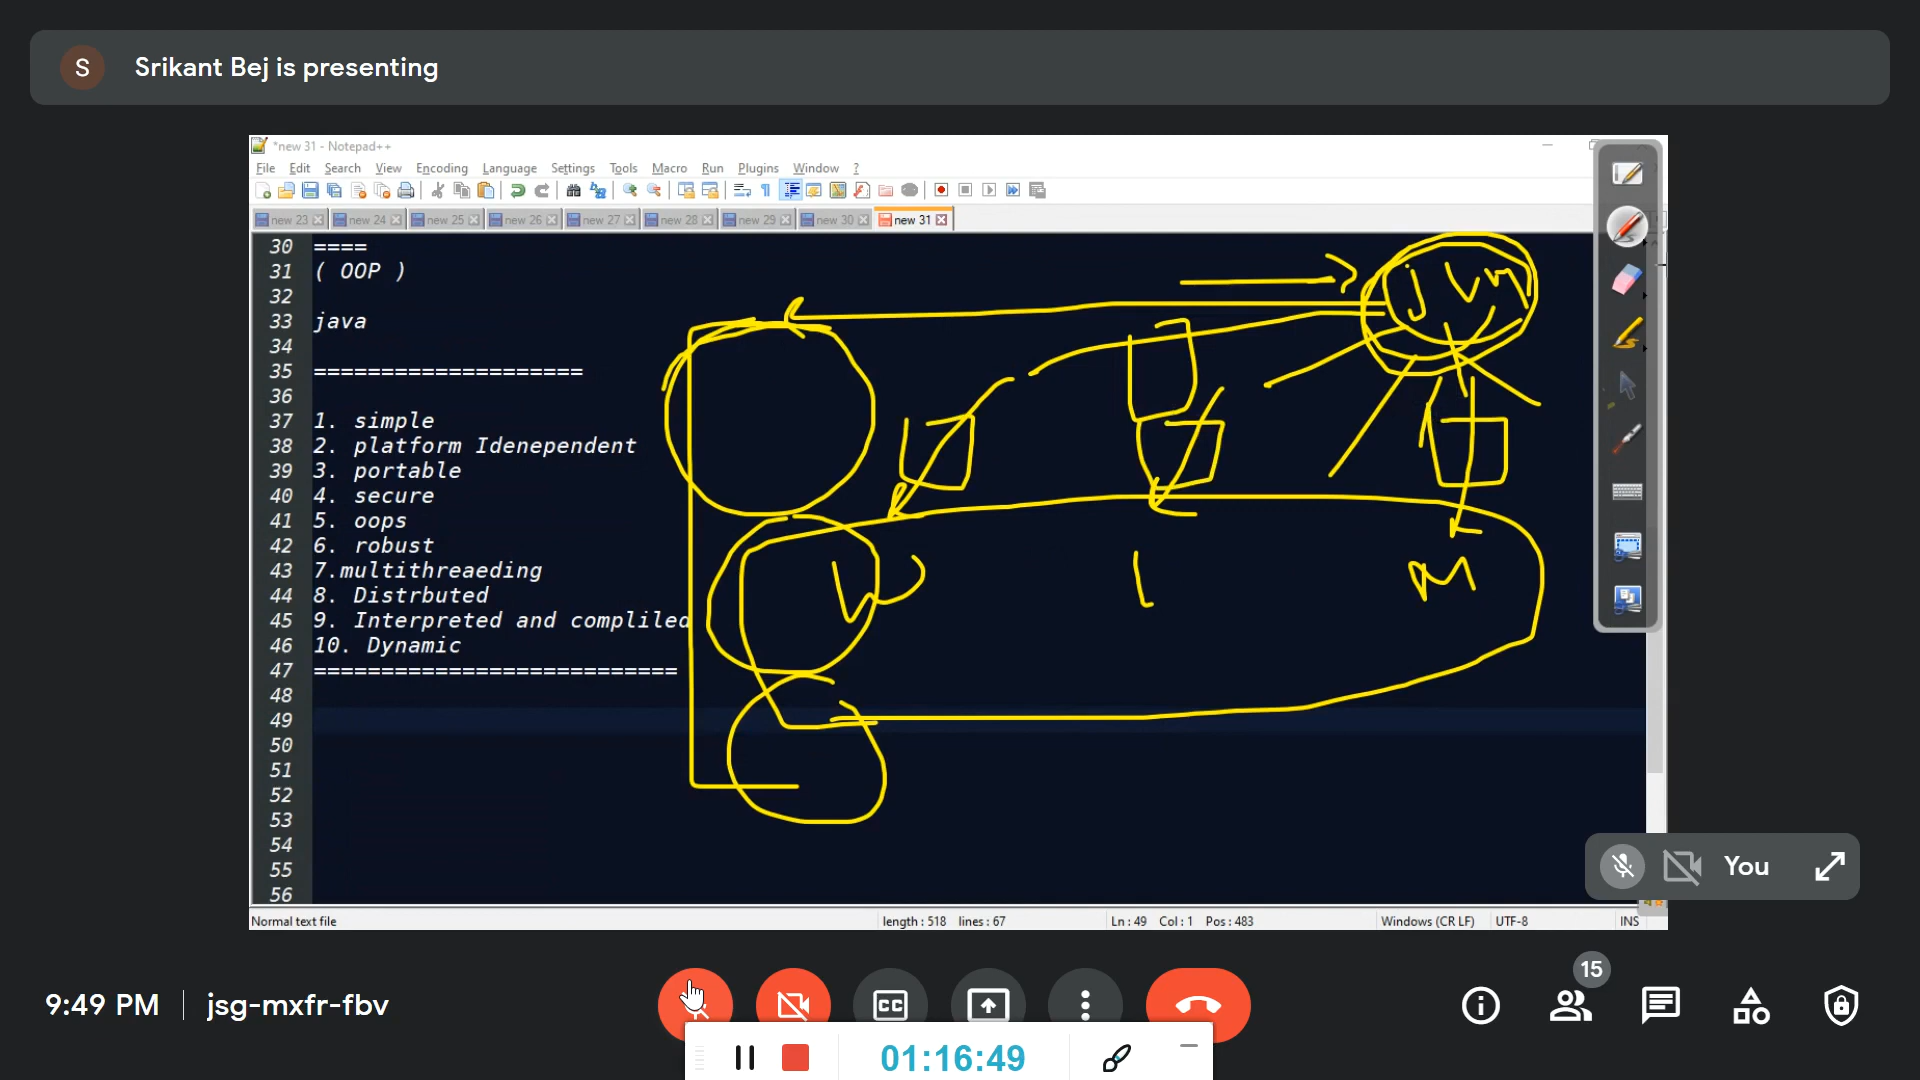 S Srikant Bej is presenting
*new 31 - Notepad++
File Edit Search View Encoding Language Settings Tools Macro Run Plugins Window ?
new 23 new 24 new 25 new 26 new 27 new 28 new 29 new 30 new 31
30 ====
31 ( OOP )
32
33 java
34
35 ====================
36
37 1. simple
38 2. platform Idenependent
39 3. portable
40 4. secure
41 5. oops
42 6. robust
43 7.multithreaeding
44 8. Distrbuted
45 9. Interpreted and compliled
46 10. Dynamic
47 ===========================
48
49
50
51
52
53
54
55
56
JVm
W L M
Normal text file length : 518 lines : 67 Ln : 49 Col : 1 Pos : 483 Windows (CR LF) UTF-8 INS
You
15
9:49 PM jsg-mxfr-fbv
CC
01:16:49